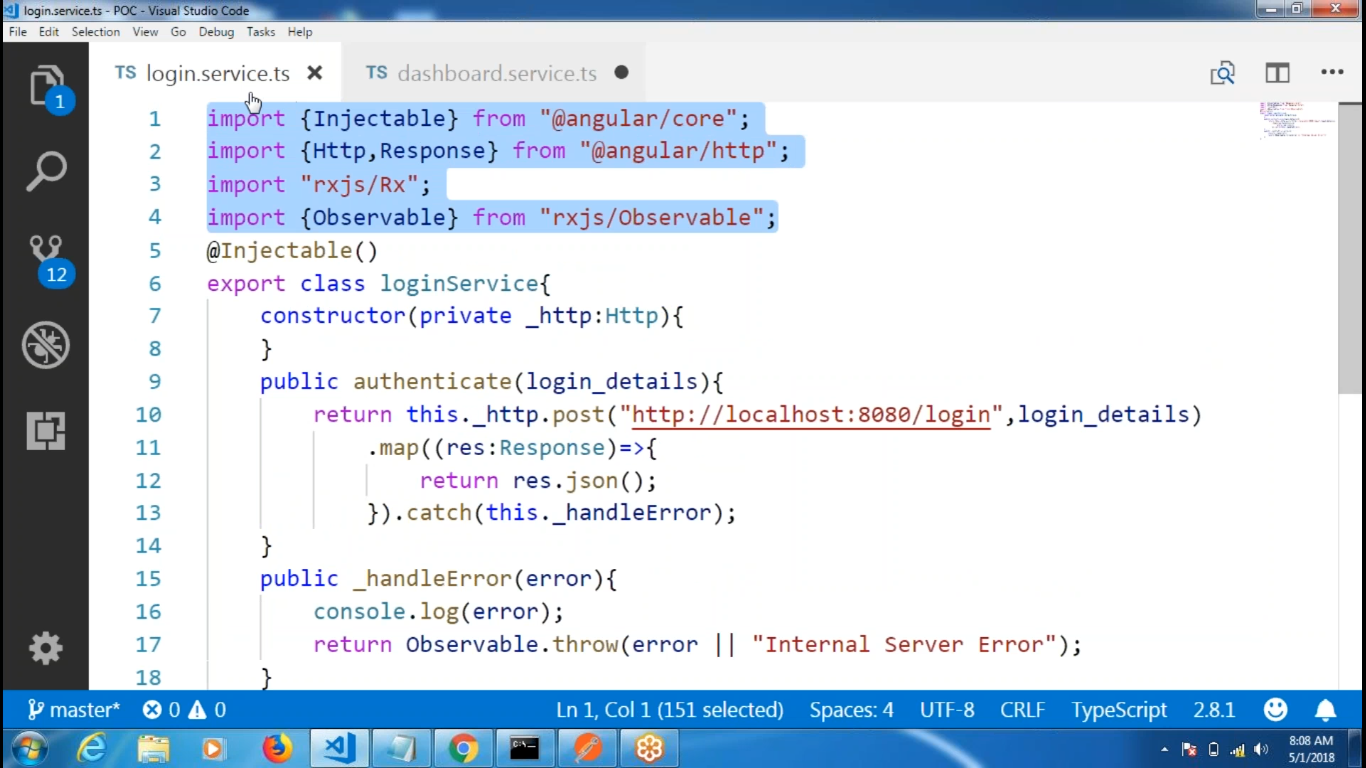 login.service.ts - POC - Visual Studio Code
File Edit Selection View Go Debug Tasks Help
TS login.service.ts TS dashboard.service.ts
1 import {Injectable} from "@angular/core";
2 import {Http,Response} from "@angular/http";
3 import "rxjs/Rx";
4 import {Observable} from "rxjs/Observable";
5 @Injectable()
6 export class loginService{
7 constructor(private _http:Http){
8 }
9 public authenticate(login_details){
10 return this._http.post("http://localhost:8080/login",login_details)
11 .map((res:Response)=>{
12 return res.json();
13 }).catch(this._handleError);
14 }
15 public _handleError(error){
16 console.log(error);
17 return Observable.throw(error || "Internal Server Error");
18 }
1
12
master* 0 0 Ln 1, Col 1 (151 selected) Spaces: 4 UTF-8 CRLF TypeScript 2.8.1
8:08 AM
5/1/2018